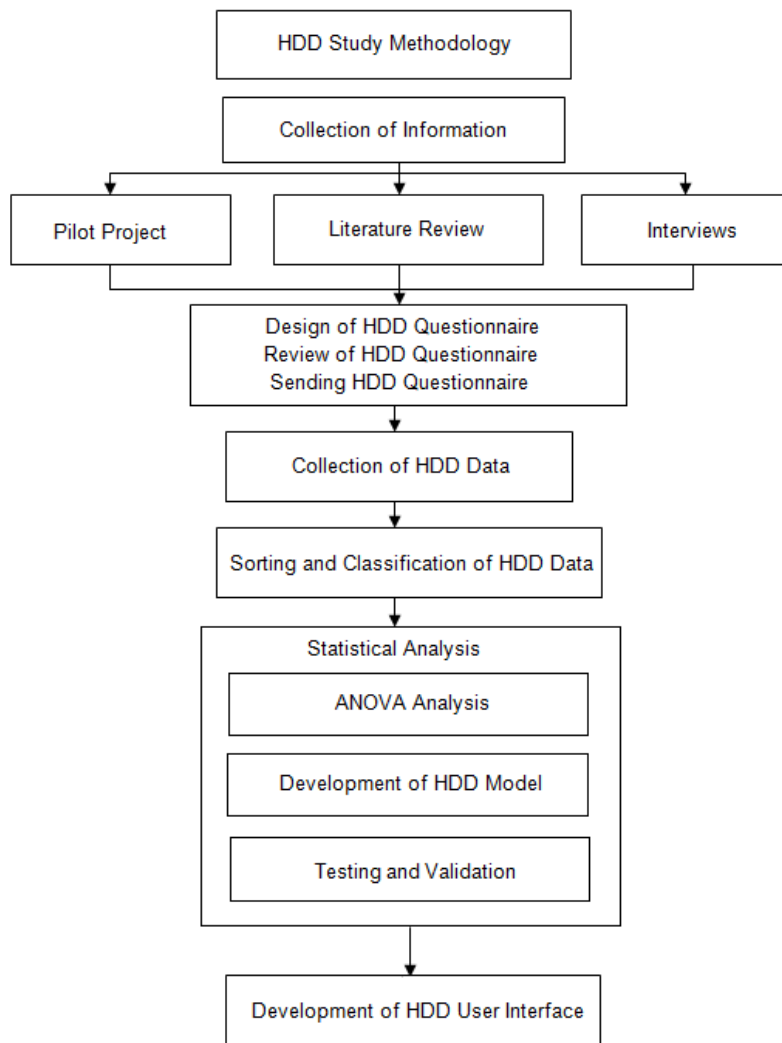 HDD Study Methodology
Collection of Information
Pilot Project
Literature Review
Interviews
Design of HDD Questionnaire
Review of HDD Questionnaire
Sending HDD Questionnaire
Collection of HDD Data
Sorting and Classification of HDD Data
Statistical Analysis
ANOVA Analysis
Development of HDD Model
Testing and Validation
Development of HDD User Interface